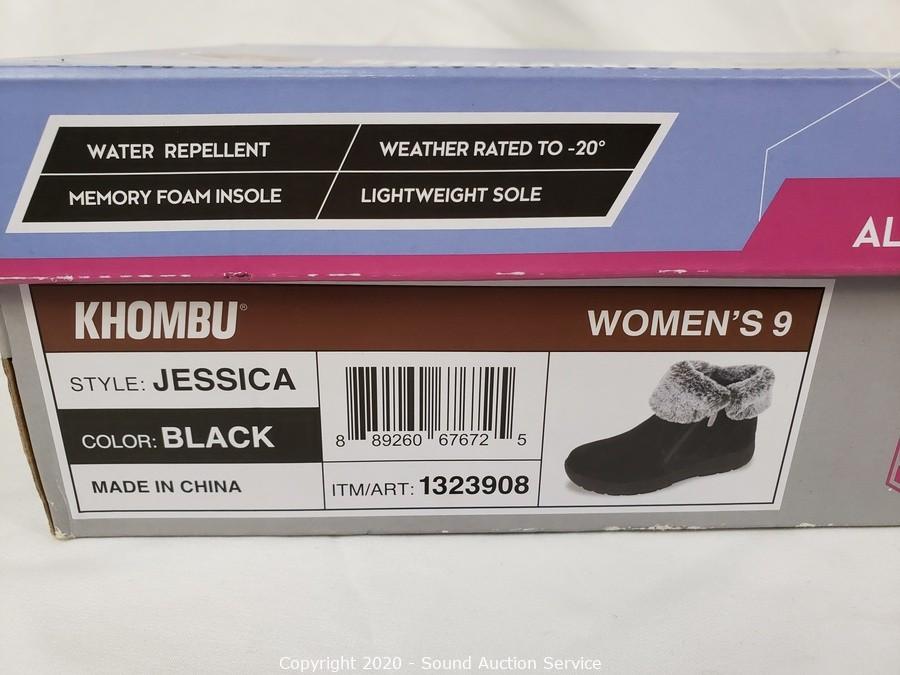 WATER REPELLENT
WEATHER RATED TO -20°
MEMORY FOAM INSOLE
LIGHTWEIGHT SOLE
AL
KHOMBU®
WOMEN'S 9
STYLE: JESSICA
COLOR: BLACK
MADE IN CHINA
8 89260 67672 5
ITM/ART: 1323908
Copyright 2020 - Sound Auction Service